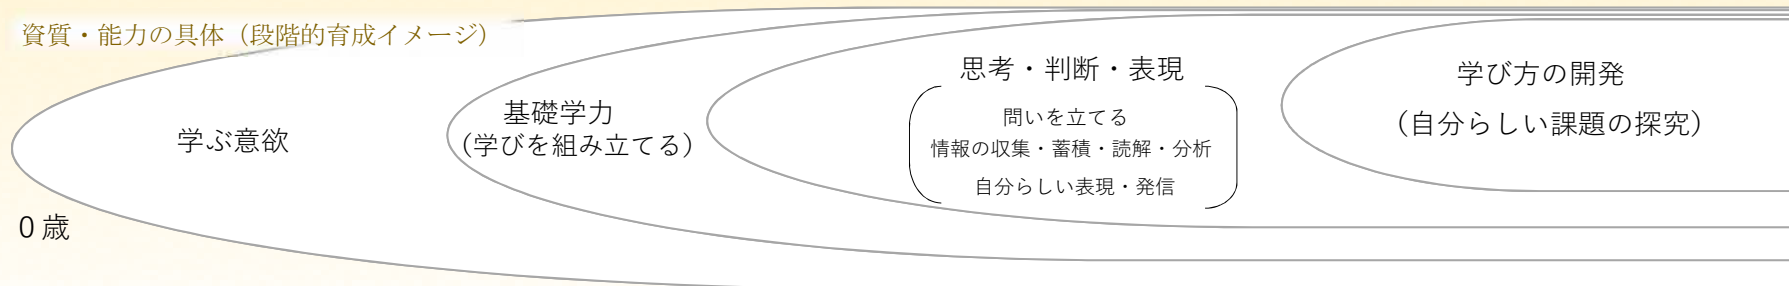 資質・能力の具体（段階的育成イメージ）
学ぶ意欲
0歳
基礎学力
（学びを組み立てる）
思考・判断・表現
問いを立てる
情報の収集・蓄積・読解・分析
自分らしい表現・発信
学び方の開発
（自分らしい課題の探究）